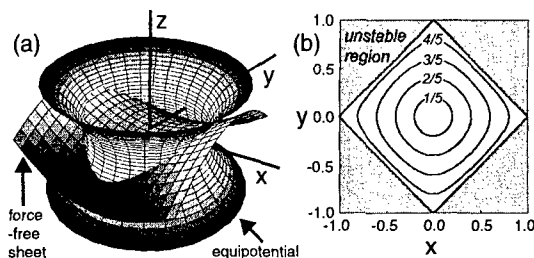 (a)
z
y
x
force
-free
sheet
equipotential
(b)
1.0
0.5
y 0.0
-0.5
-1.0
unstable
region
4/5
3/5
2/5
1/5
-1.0 -0.5 0.0 0.5 1.0
x